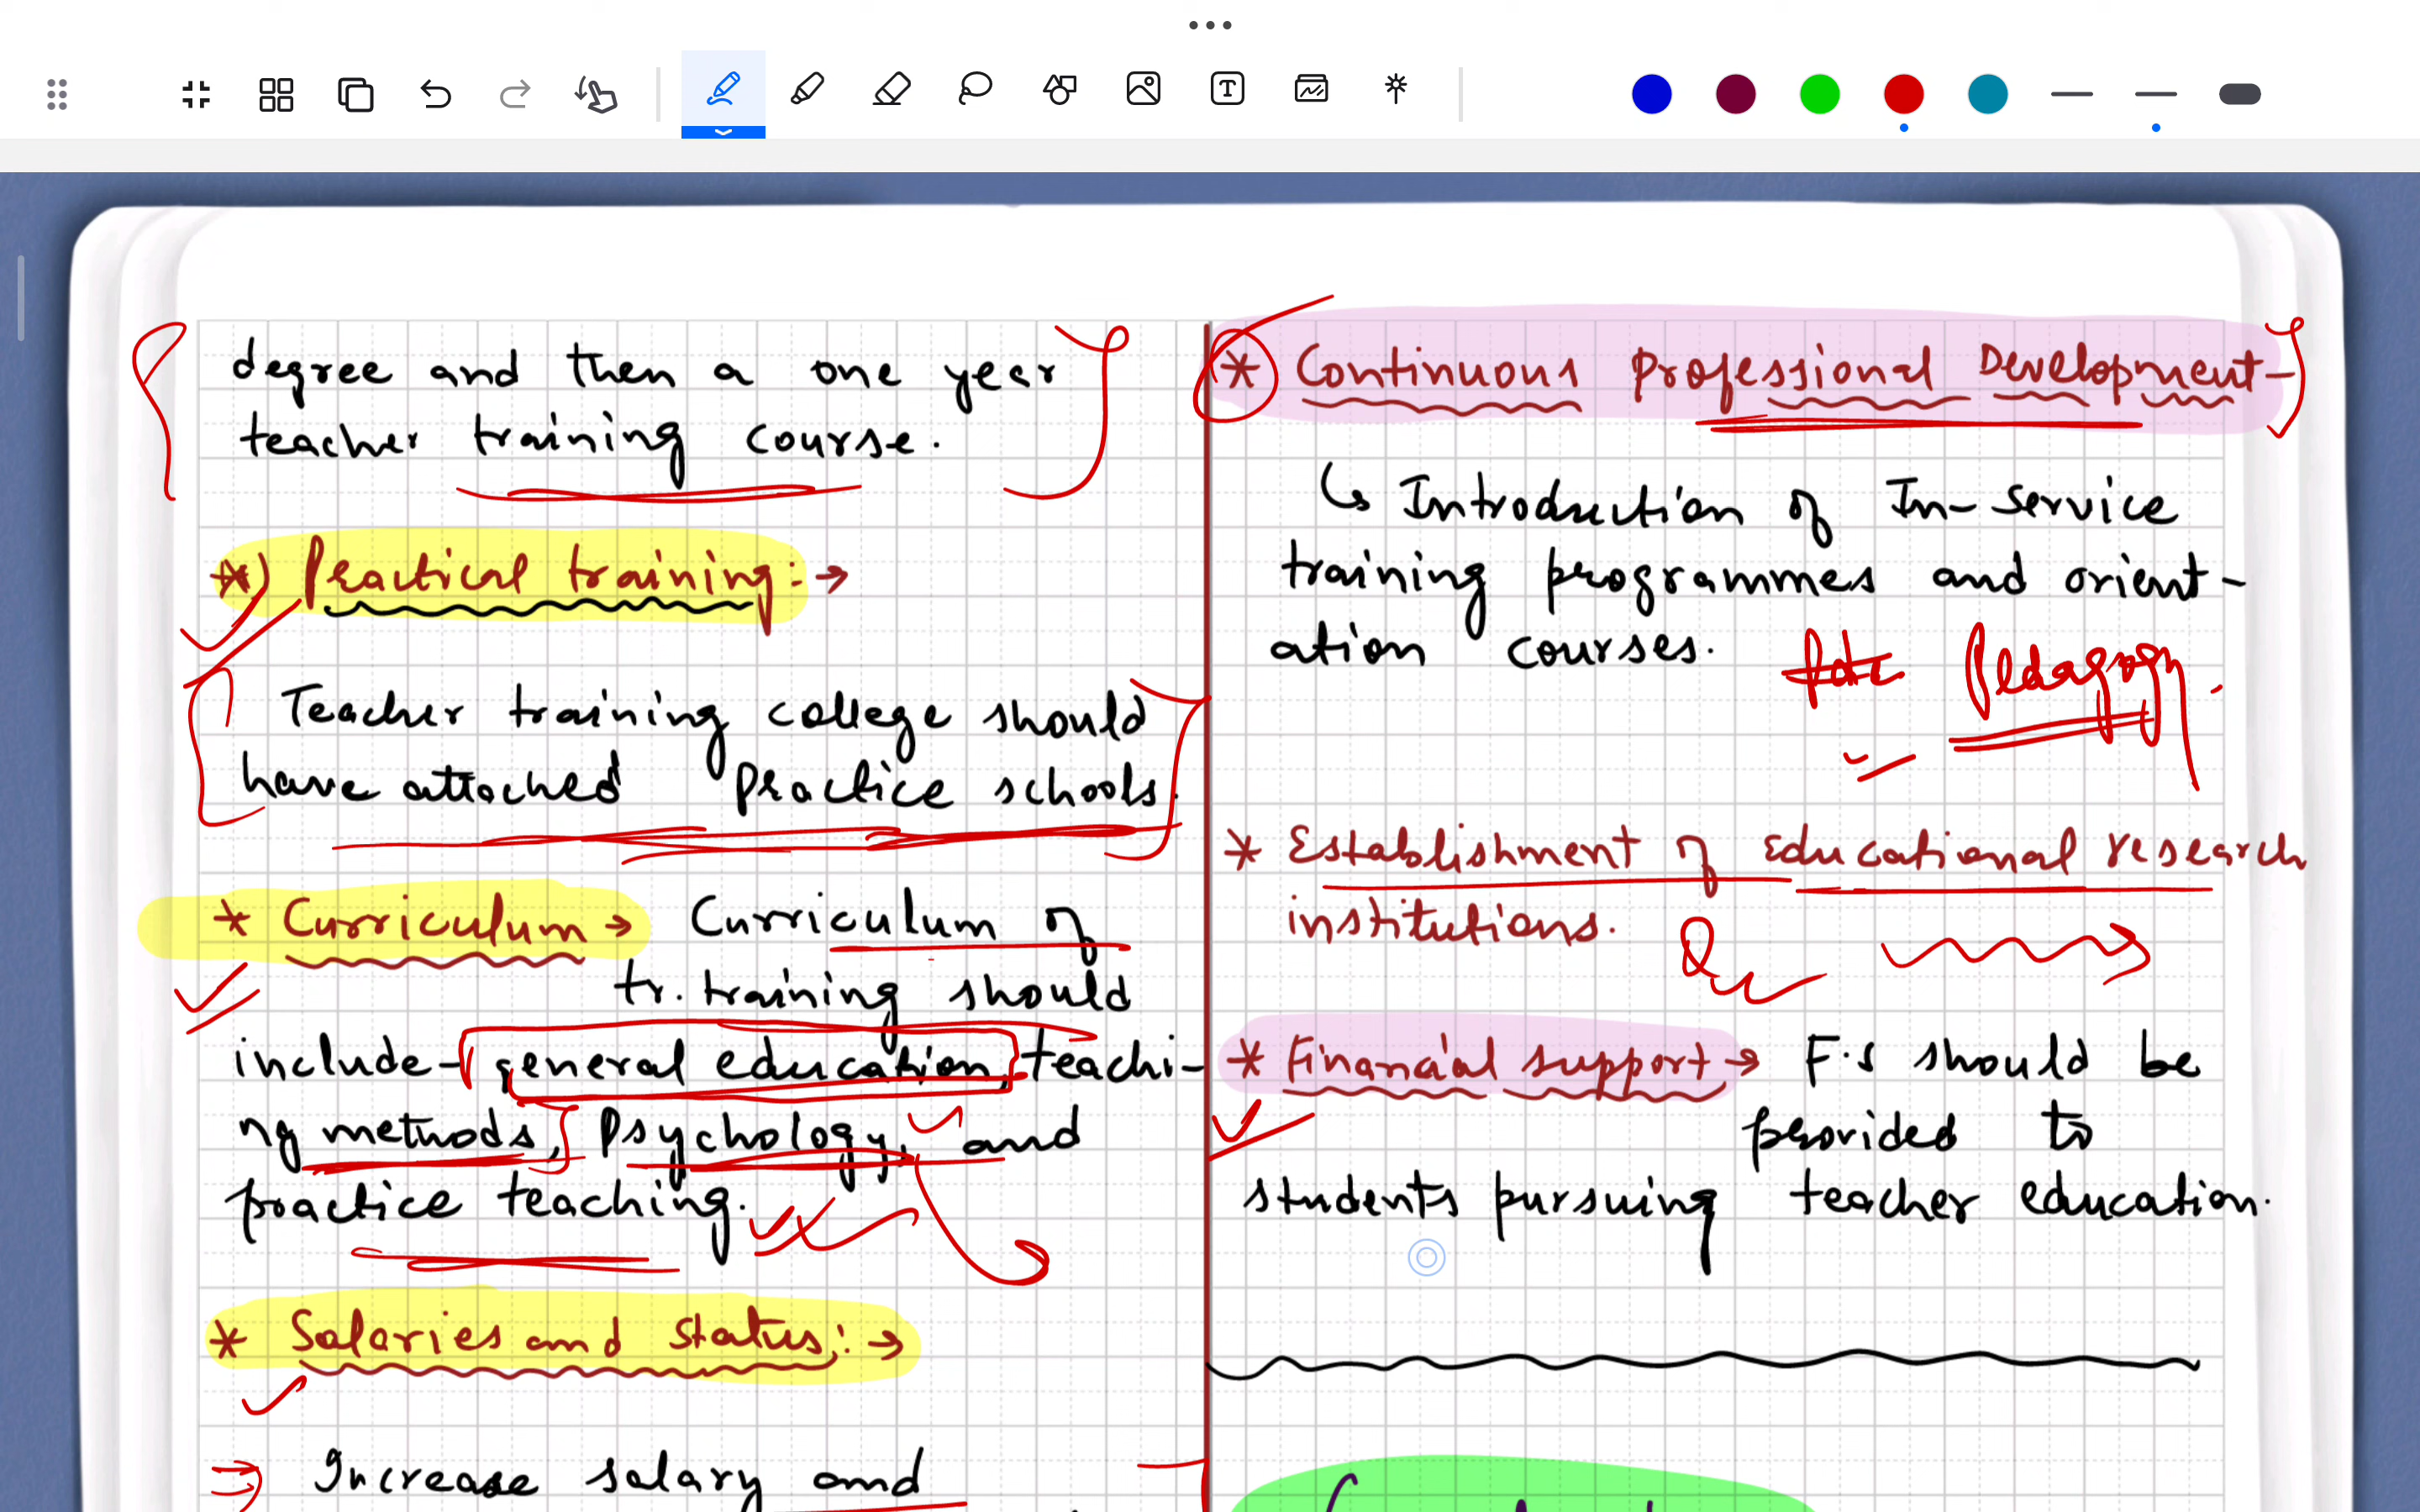 degree and then a one year
teacher training course.
*) Practical training :→
Teacher training college should
have attached practice schools.
* Curriculum → Curriculum of
tr. training should
include - general education, teachi-
ng methods, Psychology, and
practice teaching.
* Salaries and status :→
⇒ Increase salary and
* Continuous Professional Development -
↳ Introduction of In-service
training programmes and orient-
ation courses.
Pedagogy
* Establishment of Educational research
institutions.
* Financial support → F.S should be
provided to
students pursuing teacher education.